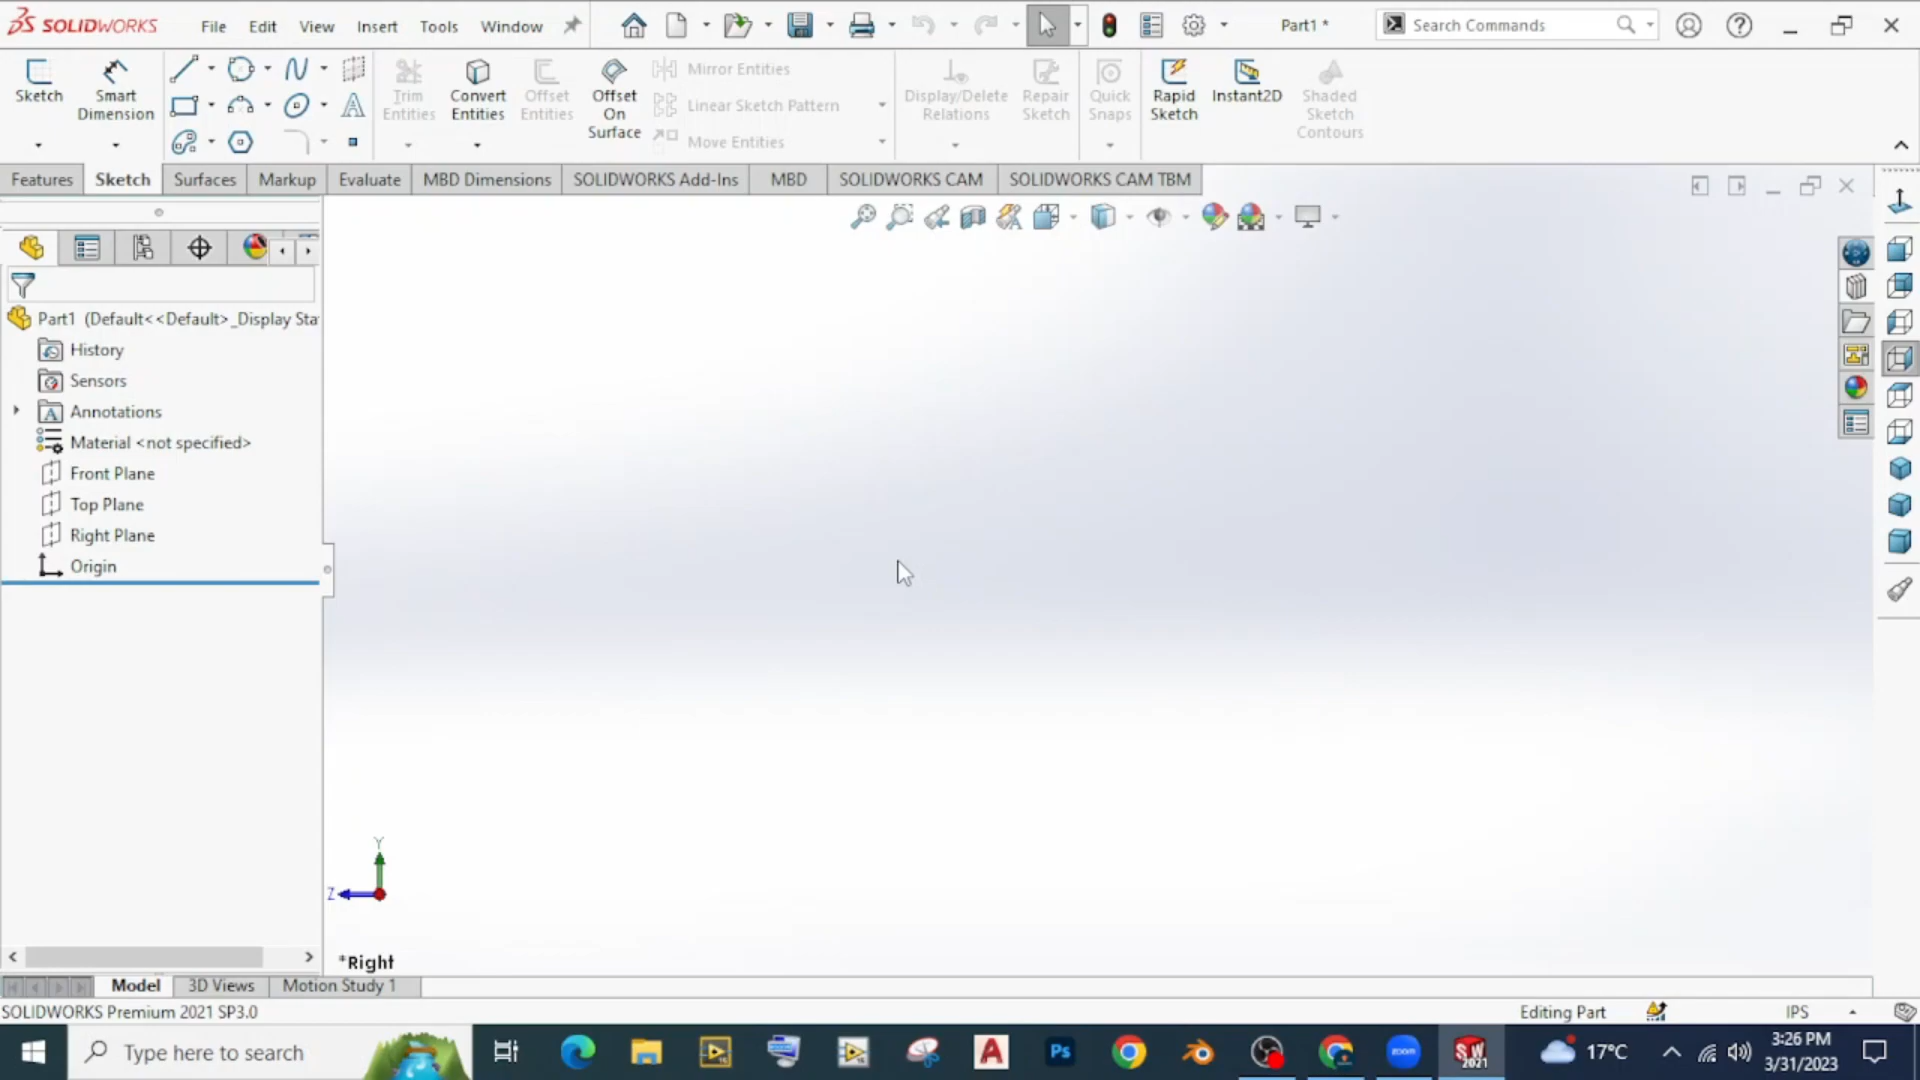 SOLIDWORKS File Edit View Insert Tools Window Part1 * Search Commands
Sketch Smart Dimension Trim Entities Convert Entities Offset Entities Offset On Surface Mirror Entities
Linear Sketch Pattern
Move Entities
Display/Delete Relations Repair Sketch Quick Snaps Rapid Sketch Instant2D Shaded Sketch Contours
Features Sketch Surfaces Markup Evaluate MBD Dimensions SOLIDWORKS Add-Ins MBD SOLIDWORKS CAM SOLIDWORKS CAM TBM
Part1 (Default<<Default>_Display Sta
History
Sensors
Annotations
Material <not specified>
Front Plane
Top Plane
Right Plane
Origin
Y
Z
*Right
Model 3D Views Motion Study 1
SOLIDWORKS Premium 2021 SP3.0 Editing Part IPS
Type here to search Ps zoom SW 2021 17°C 3:26 PM
3/31/2023